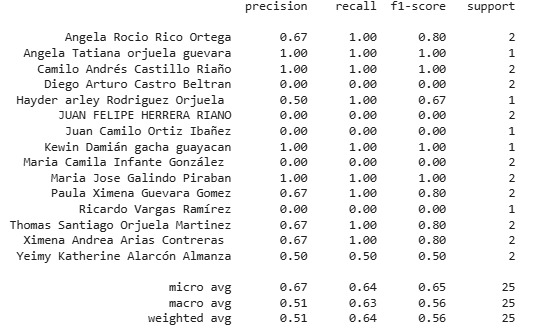 precision recall f1-score support
Angela Rocio Rico Ortega 0.67 1.00 0.80 2
Angela Tatiana orjuela guevara 1.00 1.00 1.00 1
Camilo Andrés Castillo Riaño 1.00 1.00 1.00 2
Diego Arturo Castro Beltran 0.00 0.00 0.00 2
Hayder arley Rodriguez Orjuela 0.50 1.00 0.67 1
JUAN FELIPE HERRERA RIANO 0.00 0.00 0.00 2
Juan Camilo Ortiz Ibañez 0.00 0.00 0.00 1
Kewin Damián gacha guayacan 1.00 1.00 1.00 1
Maria Camila Infante González 0.00 0.00 0.00 2
Maria Jose Galindo Piraban 1.00 1.00 1.00 2
Paula Ximena Guevara Gomez 0.67 1.00 0.80 2
Ricardo Vargas Ramírez 0.00 0.00 0.00 1
Thomas Santiago Orjuela Martinez 0.67 1.00 0.80 2
Ximena Andrea Arias Contreras 0.67 1.00 0.80 2
Yeimy Katherine Alarcón Almanza 0.50 0.50 0.50 2
micro avg 0.67 0.64 0.65 25
macro avg 0.51 0.63 0.56 25
weighted avg 0.51 0.64 0.56 25